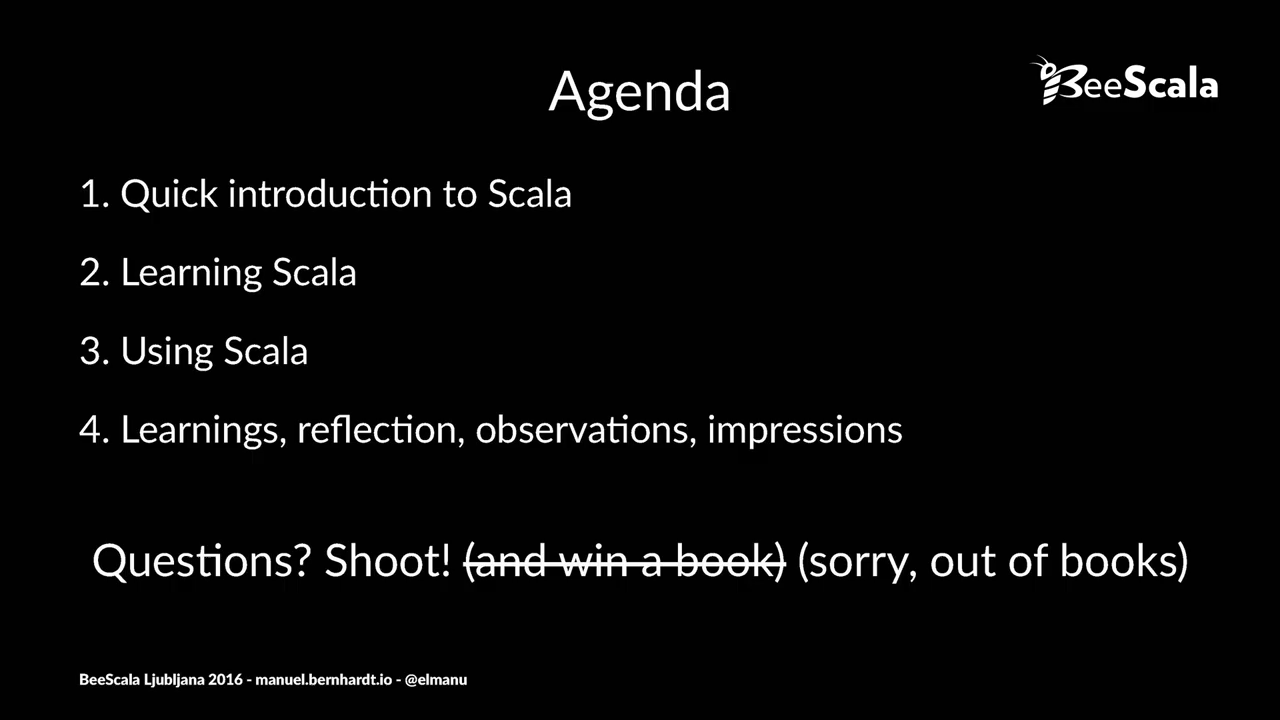 Agenda
BeeScala
1. Quick introduction to Scala
2. Learning Scala
3. Using Scala
4. Learnings, reflection, observations, impressions
Questions? Shoot! (and win a book) (sorry, out of books)
BeeScala Ljubljana 2016 - manuel.bernhardt.io - @elmanu